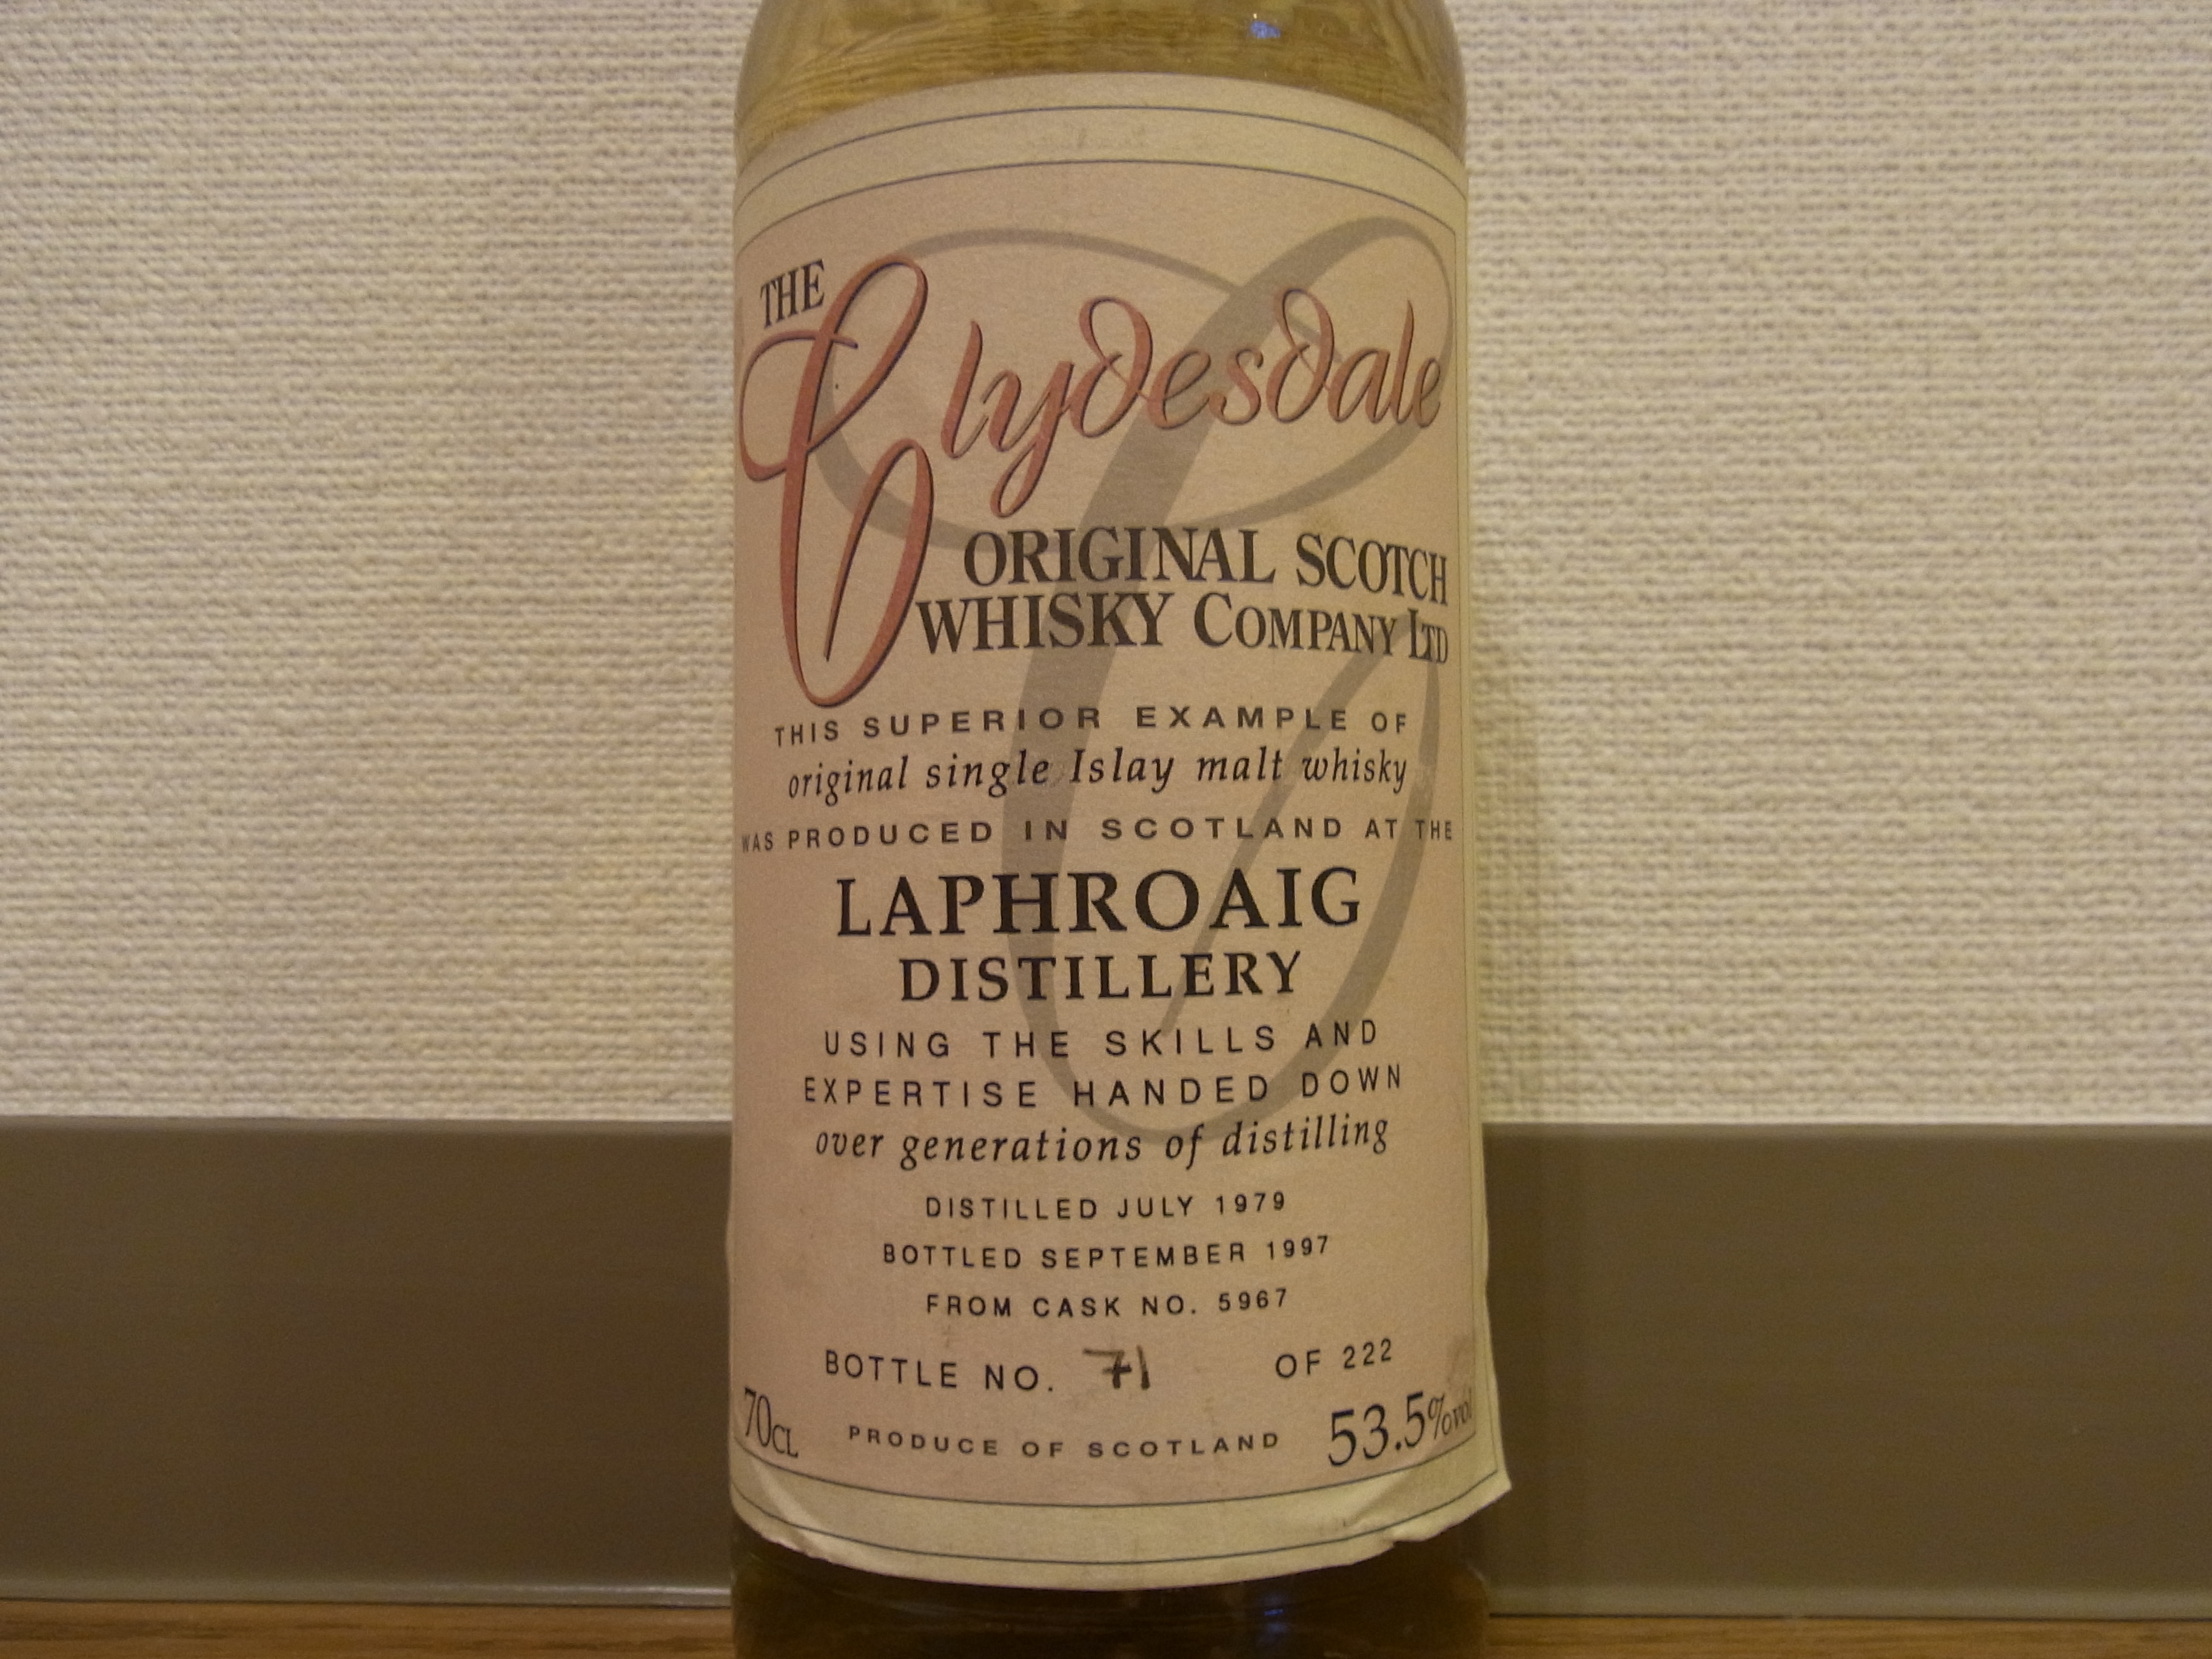 THE
Clydesdale
ORIGINAL SCOTCH
WHISKY COMPANY LTD
THIS SUPERIOR EXAMPLE OF
original single Islay malt whisky
WAS PRODUCED IN SCOTLAND AT THE
LAPHROAIG
DISTILLERY
USING THE SKILLS AND
EXPERTISE HANDED DOWN
over generations of distilling
DISTILLED JULY 1979
BOTTLED SEPTEMBER 1997
FROM CASK NO. 5967
BOTTLE NO. 71 OF 222
70CL PRODUCE OF SCOTLAND 53.5%vol